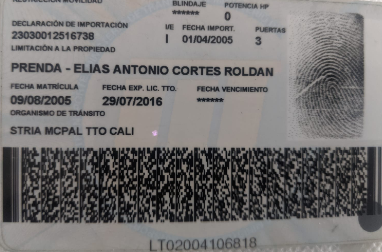 RESTRICCIÓN MOVILIDAD BLINDAJE POTENCIA HP
****** 0
DECLARACIÓN DE IMPORTACIÓN I/E FECHA IMPORT. PUERTAS
23030012516738 I 01/04/2005 3
LIMITACIÓN A LA PROPIEDAD
PRENDA - ELIAS ANTONIO CORTES ROLDAN
FECHA MATRÍCULA FECHA EXP. LIC. TTO. FECHA VENCIMIENTO
09/08/2005 29/07/2016 ******
ORGANISMO DE TRÁNSITO
STRIA MCPAL TTO CALI
LT02004106818